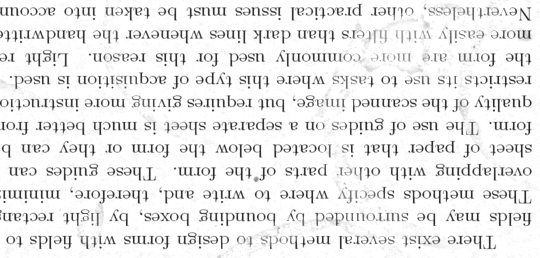 There exist several methods to design forms with fields to
fields may be surrounded by bounding boxes, by light rectang
These methods specify where to write and, therefore, minimi
overlapping with other parts of the form. These guides can
sheet of paper that is located below the form or they can b
form. The use of guides on a separate sheet is much better fror
quality of the scanned image, but requires giving more instructio
restricts its use to tasks where this type of acquisition is used.
the form are more commonly used for this reason. Light re
more easily with filters than dark lines whenever the handwritte
Nevertheless, other practical issues must be taken into accoun